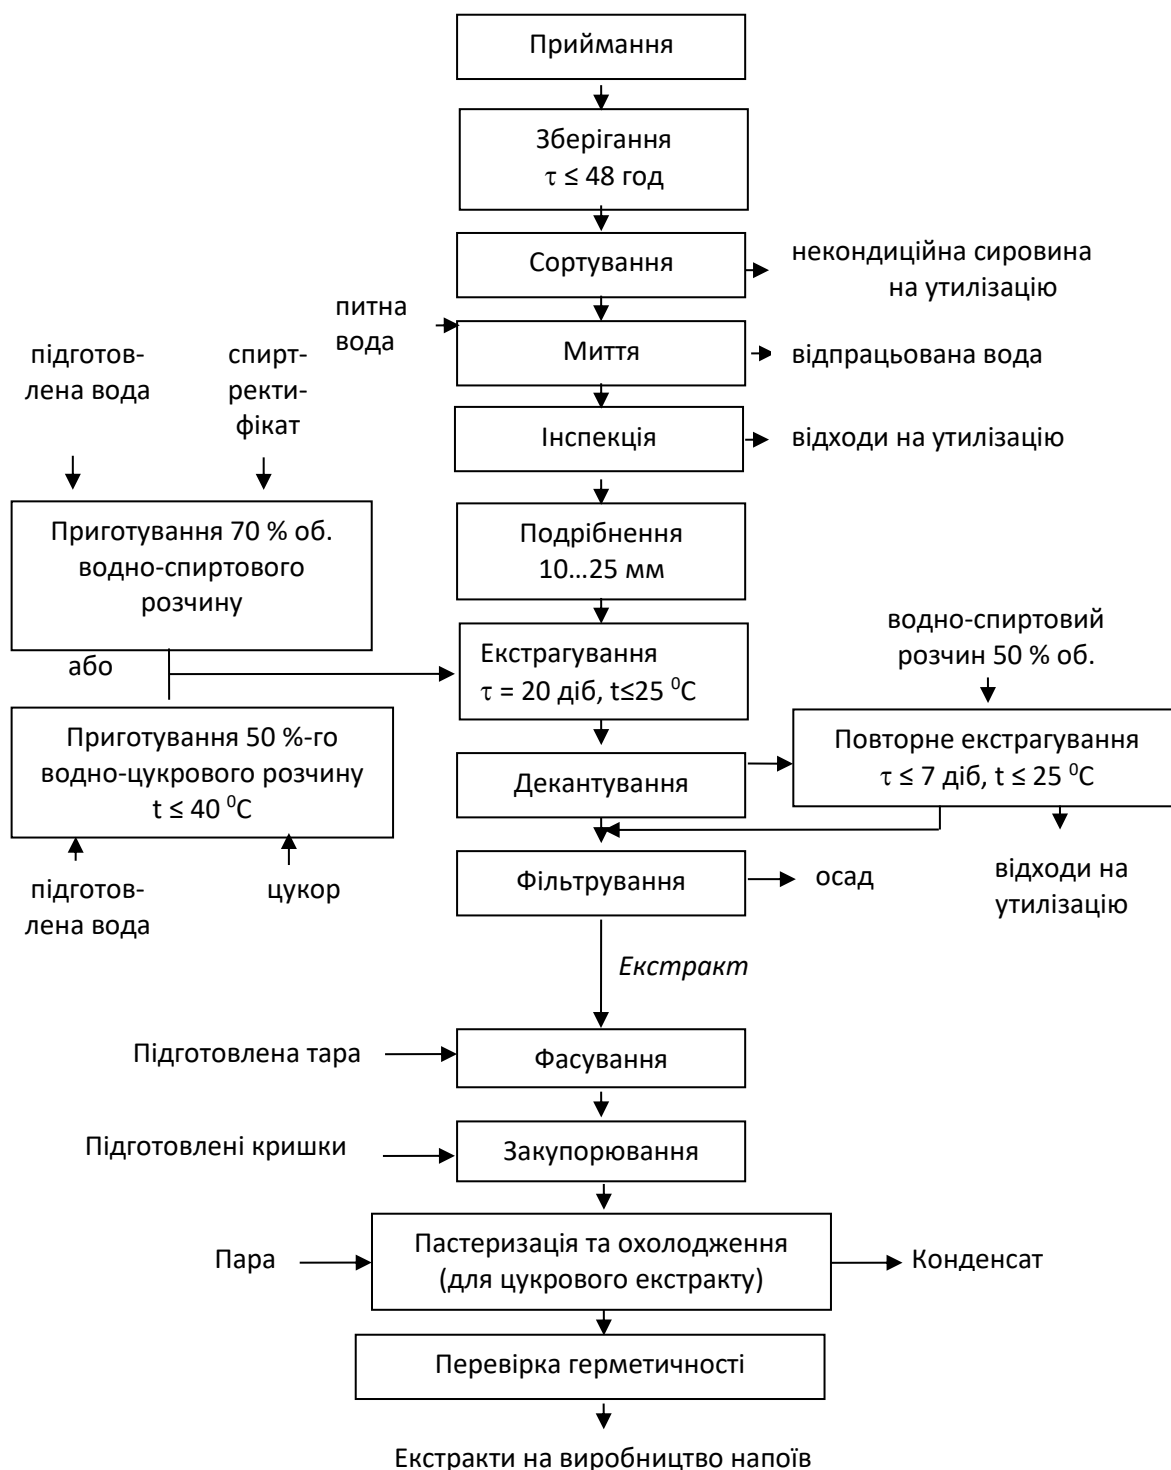 Приймання
Зберігання
τ ≤ 48 год
Сортування
некондиційна сировина
на утилізацію
питна
вода
Миття
відпрацьована вода
підготов-
лена вода
спирт-
ректи-
фікат
Інспекція
відходи на утилізацію
Приготування 70 % об.
водно-спиртового
розчину
Подрібнення
10...25 мм
або
Екстрагування
τ = 20 діб, t≤25 ⁰С
водно-спиртовий
розчин 50 % об.
Приготування 50 %-го
водно-цукрового розчину
t ≤ 40 ⁰С
Декантування
Повторне екстрагування
τ ≤ 7 діб, t ≤ 25 ⁰С
підготов-
лена вода
цукор
Фільтрування
осад
відходи на
утилізацію
Екстракт
Підготовлена тара
Фасування
Підготовлені кришки
Закупорювання
Пара
Пастеризація та охолодження
(для цукрового екстракту)
Конденсат
Перевірка герметичності
Екстракти на виробництво напоїв